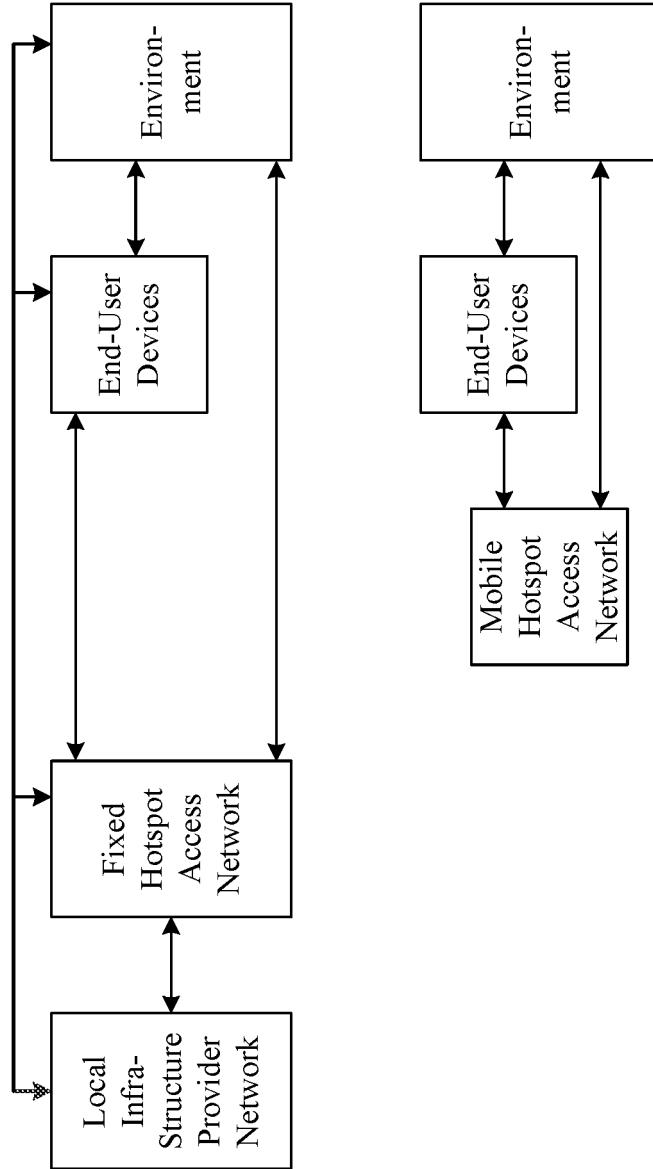 Local
Infra-
Structure
Provider
Network
Fixed
Hotspot
Access
Network
End-User
Devices
Environ-
ment
Mobile
Hotspot
Access
Network
End-User
Devices
Environ-
ment